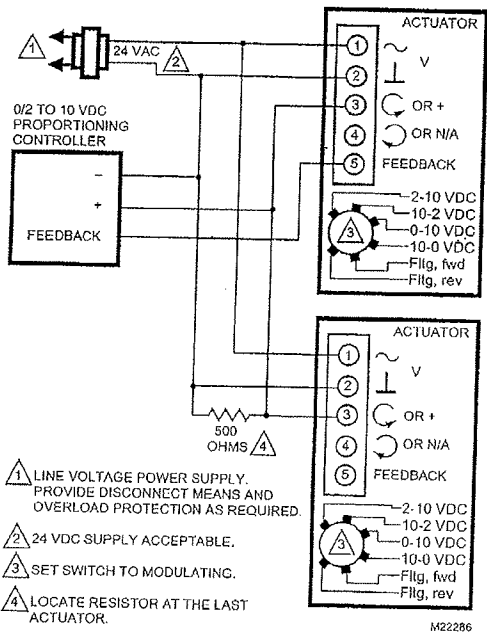 ACTUATOR
1
24 VAC
2
1
V
2
0/2 TO 10 VDC
PROPORTIONING
CONTROLLER
3 OR +
4 OR N/A
5 FEEDBACK
–
+
FEEDBACK
2-10 VDC
10-2 VDC
0-10 VDC
10-0 VDC
Fltg, fwd
Fltg, rev
3
ACTUATOR
1
V
2
3 OR +
4 OR N/A
5 FEEDBACK
500
OHMS 4
2-10 VDC
10-2 VDC
0-10 VDC
10-0 VDC
Fltg, fwd
Fltg, rev
3
1 LINE VOLTAGE POWER SUPPLY.
PROVIDE DISCONNECT MEANS AND
OVERLOAD PROTECTION AS REQUIRED.
2 24 VDC SUPPLY ACCEPTABLE.
3 SET SWITCH TO MODULATING.
4 LOCATE RESISTOR AT THE LAST
ACTUATOR.
M22286